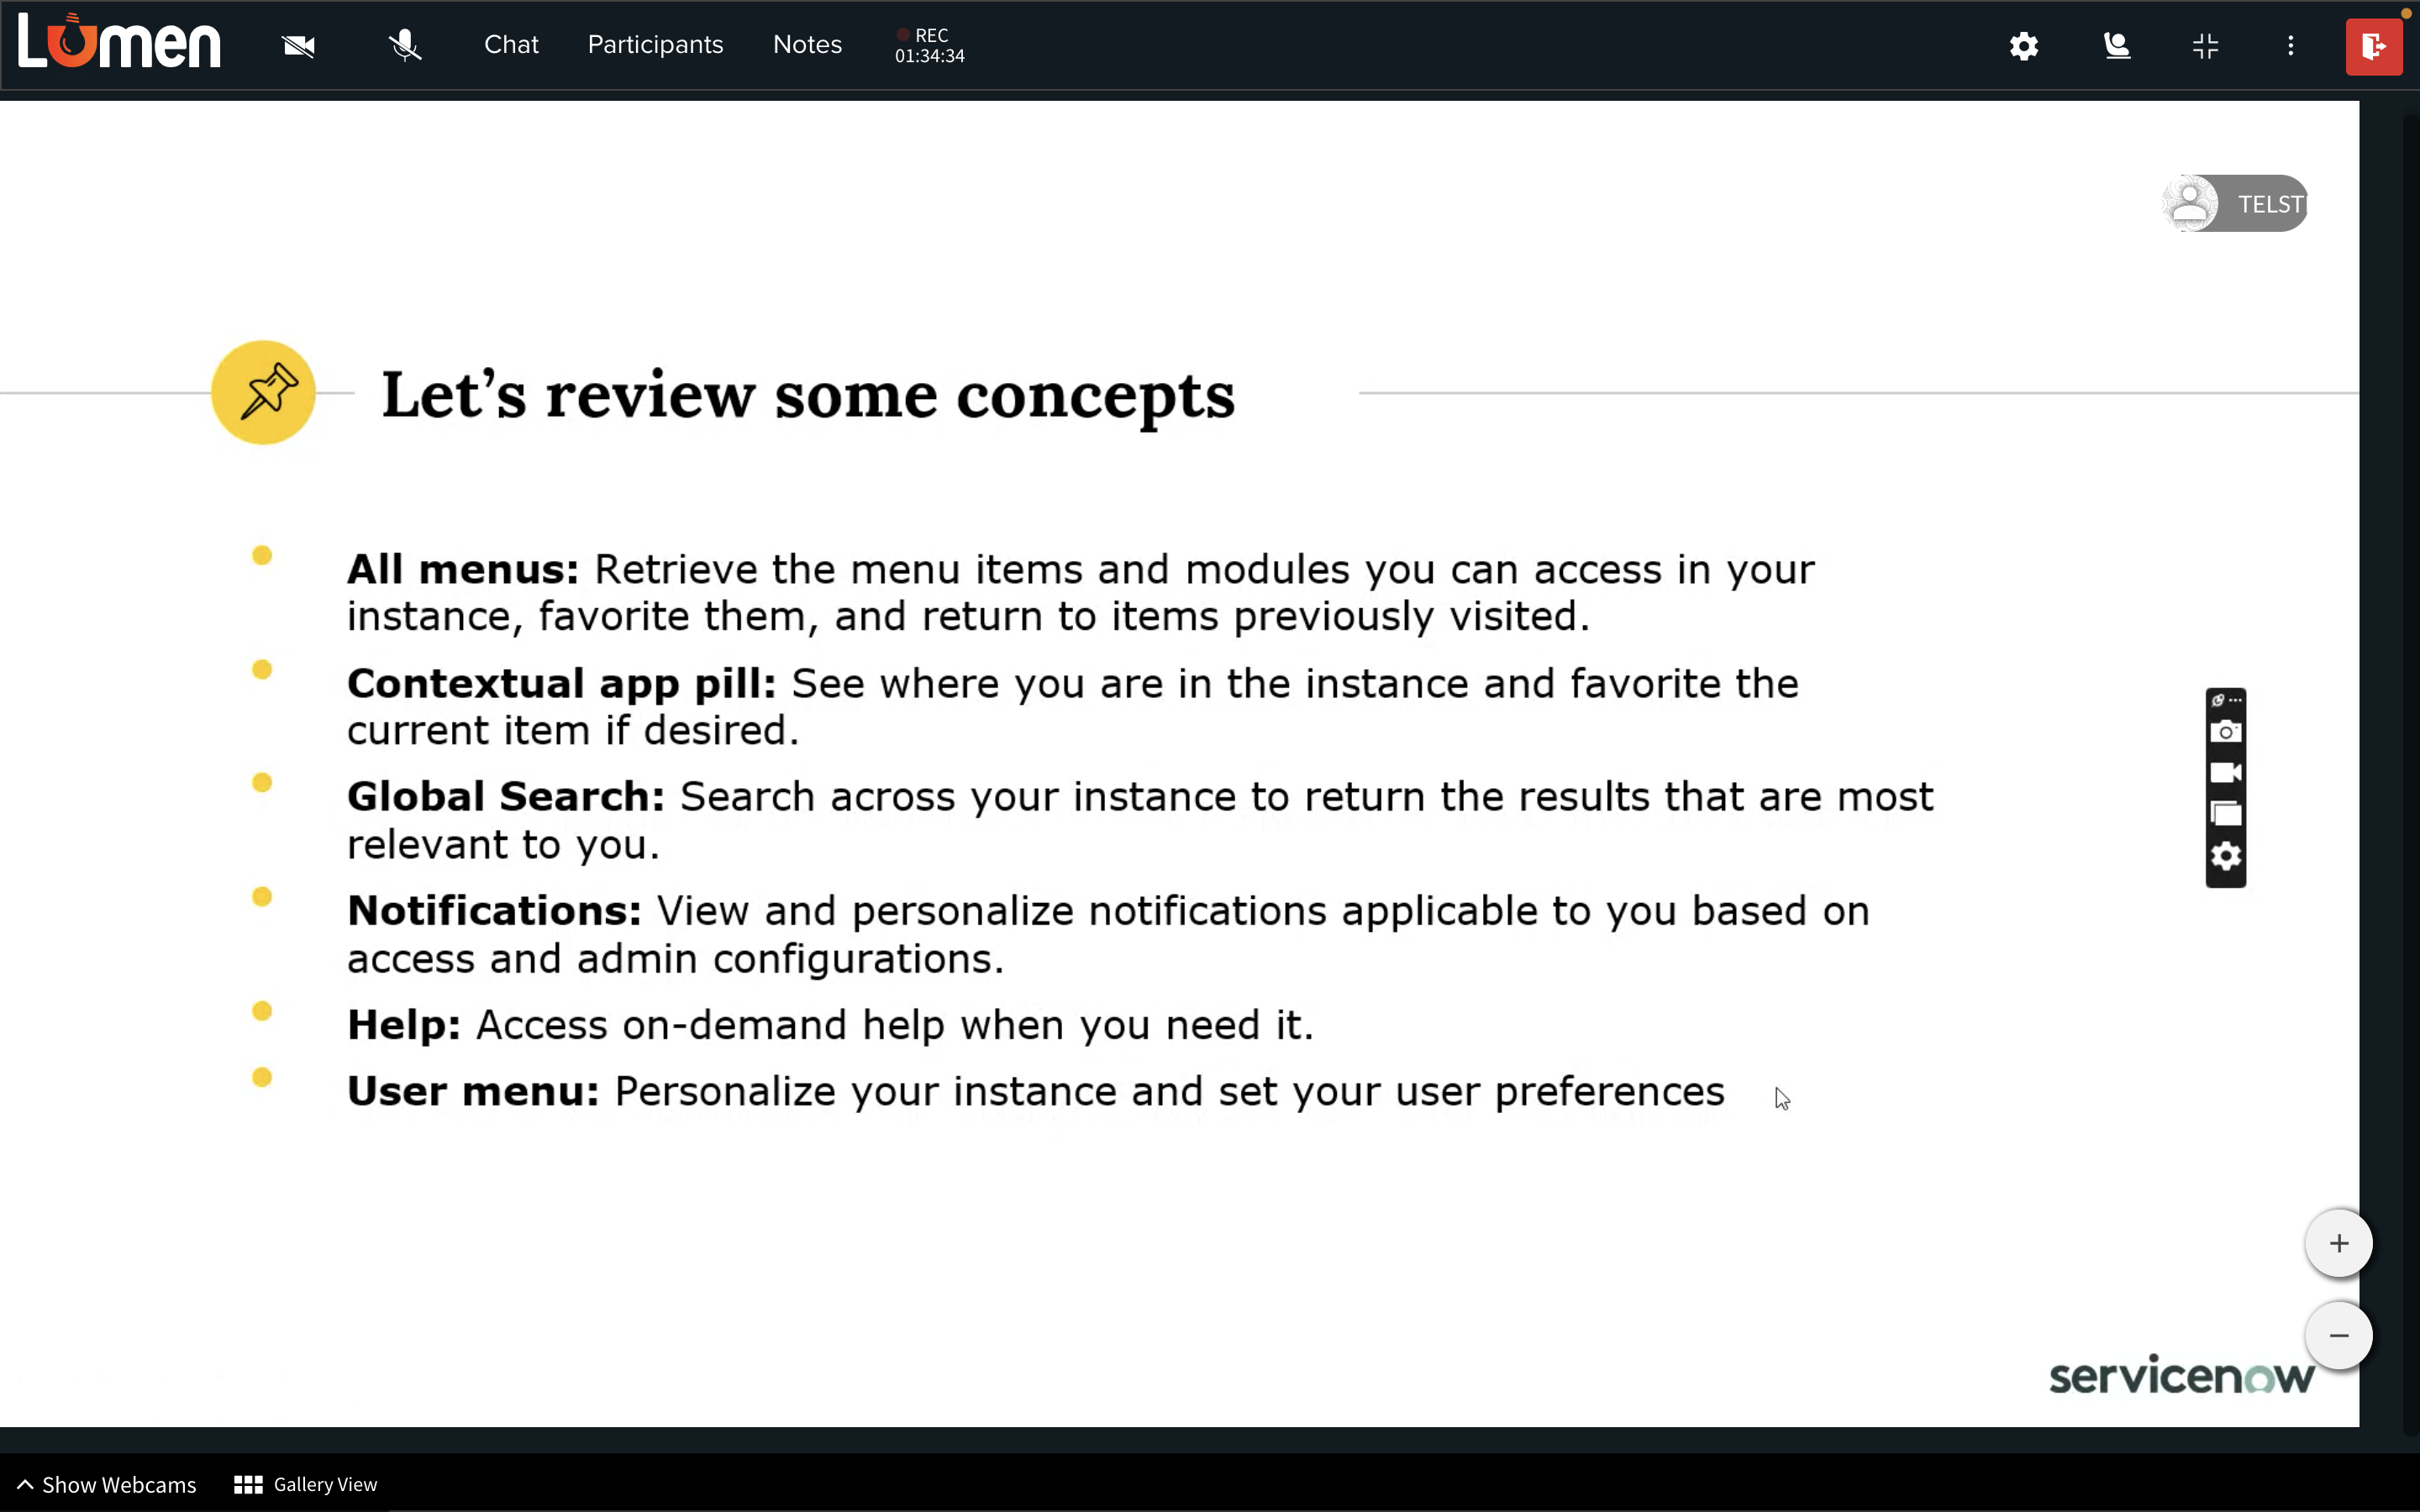 Lumen
Chat
Participants
Notes
REC
01:34:34
TELST
Let’s review some concepts
All menus: Retrieve the menu items and modules you can access in your
instance, favorite them, and return to items previously visited.
Contextual app pill: See where you are in the instance and favorite the
current item if desired.
Global Search: Search across your instance to return the results that are most
relevant to you.
Notifications: View and personalize notifications applicable to you based on
access and admin configurations.
Help: Access on-demand help when you need it.
User menu: Personalize your instance and set your user preferences
servicenow
Show Webcams
Gallery View